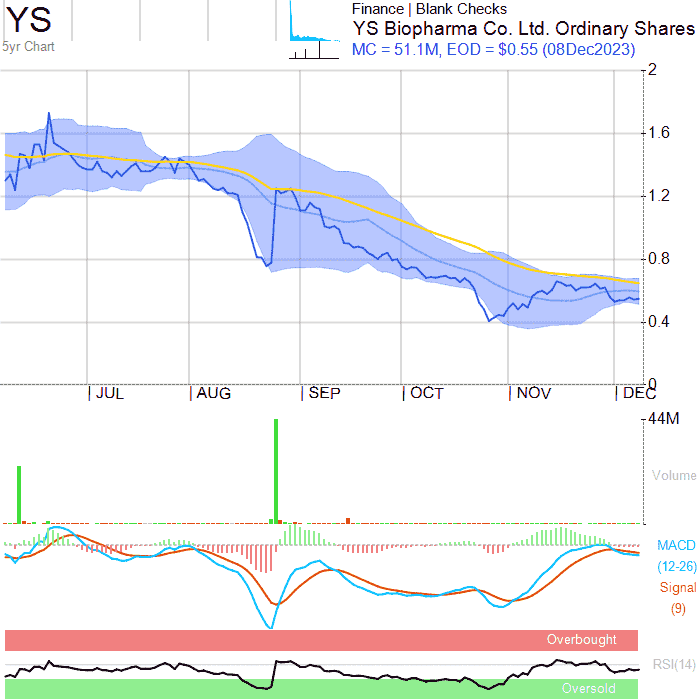 YS
5yr Chart
Finance | Blank Checks
YS Biopharma Co. Ltd. Ordinary Shares
MC = 51.1M, EOD = $0.55 (08Dec2023)
2
1.6
1.2
0.8
0.4
0
JUL
AUG
SEP
OCT
NOV
DEC
44M
Volume
MACD
(12-26)
Signal
(9)
Overbought
RSI(14)
Oversold